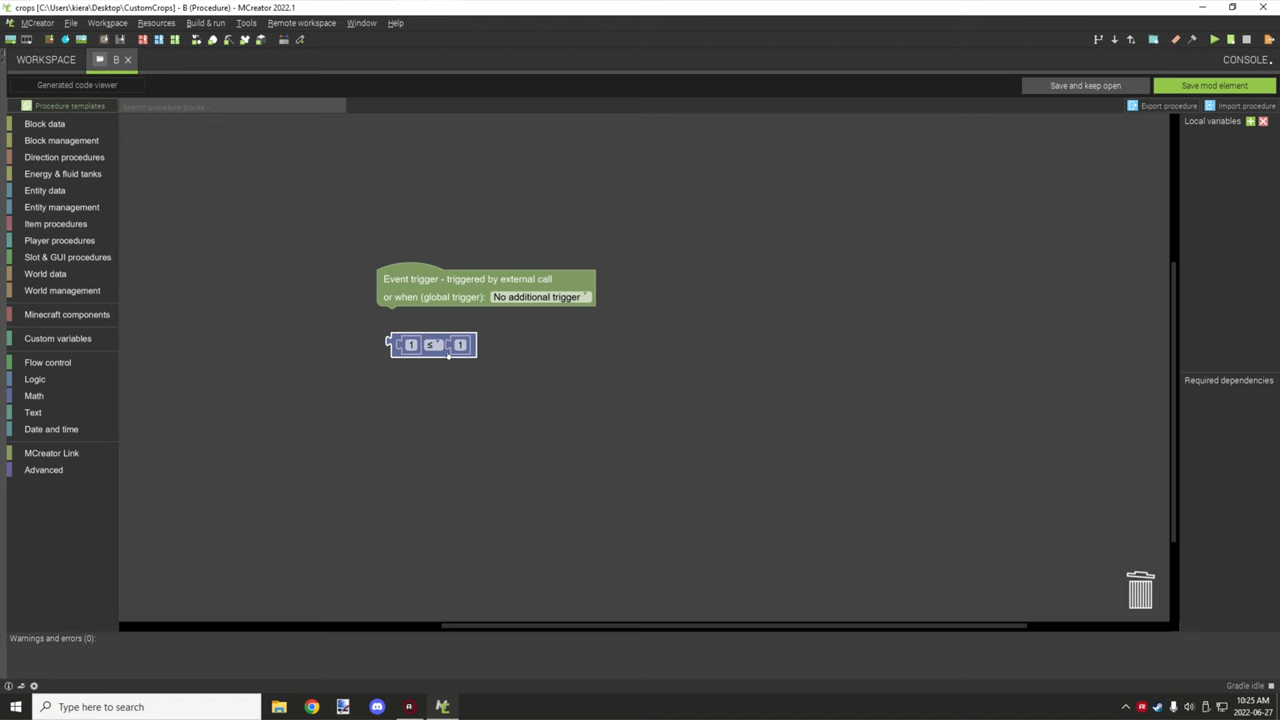 crops [C:\Users\kiera\Desktop\CustomCrops] - B (Procedure) - MCreator 2022.1
MCreator File Workspace Resources Build & run Tools Remote workspace Window Help
WORKSPACE B CONSOLE
Generated code viewer Save and keep open Save mod element
Procedure templates Search procedure blocks Export procedure Import procedure
Block data
Block management
Direction procedures
Energy & fluid tanks
Entity data
Entity management
Item procedures
Player procedures
Slot & GUI procedures
World data
World management
Minecraft components
Custom variables
Flow control
Logic
Math
Text
Date and time
MCreator Link
Advanced
Event trigger - triggered by external call
or when (global trigger): No additional trigger
1 ≤ 1
Local variables
Required dependencies
Warnings and errors (0):
Gradle idle
Type here to search
10:25 AM
2022-06-27